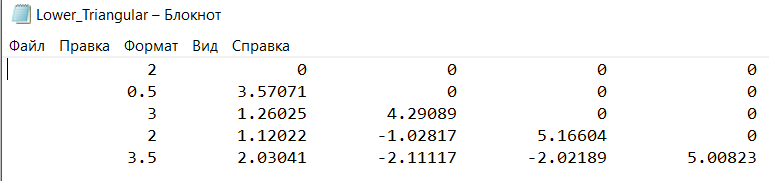 Lower_Triangular – Блокнот
Файл Правка Формат Вид Справка
2 0 0 0 0
0.5 3.57071 0 0 0
3 1.26025 4.29089 0 0
2 1.12022 -1.02817 5.16604 0
3.5 2.03041 -2.11117 -2.02189 5.00823